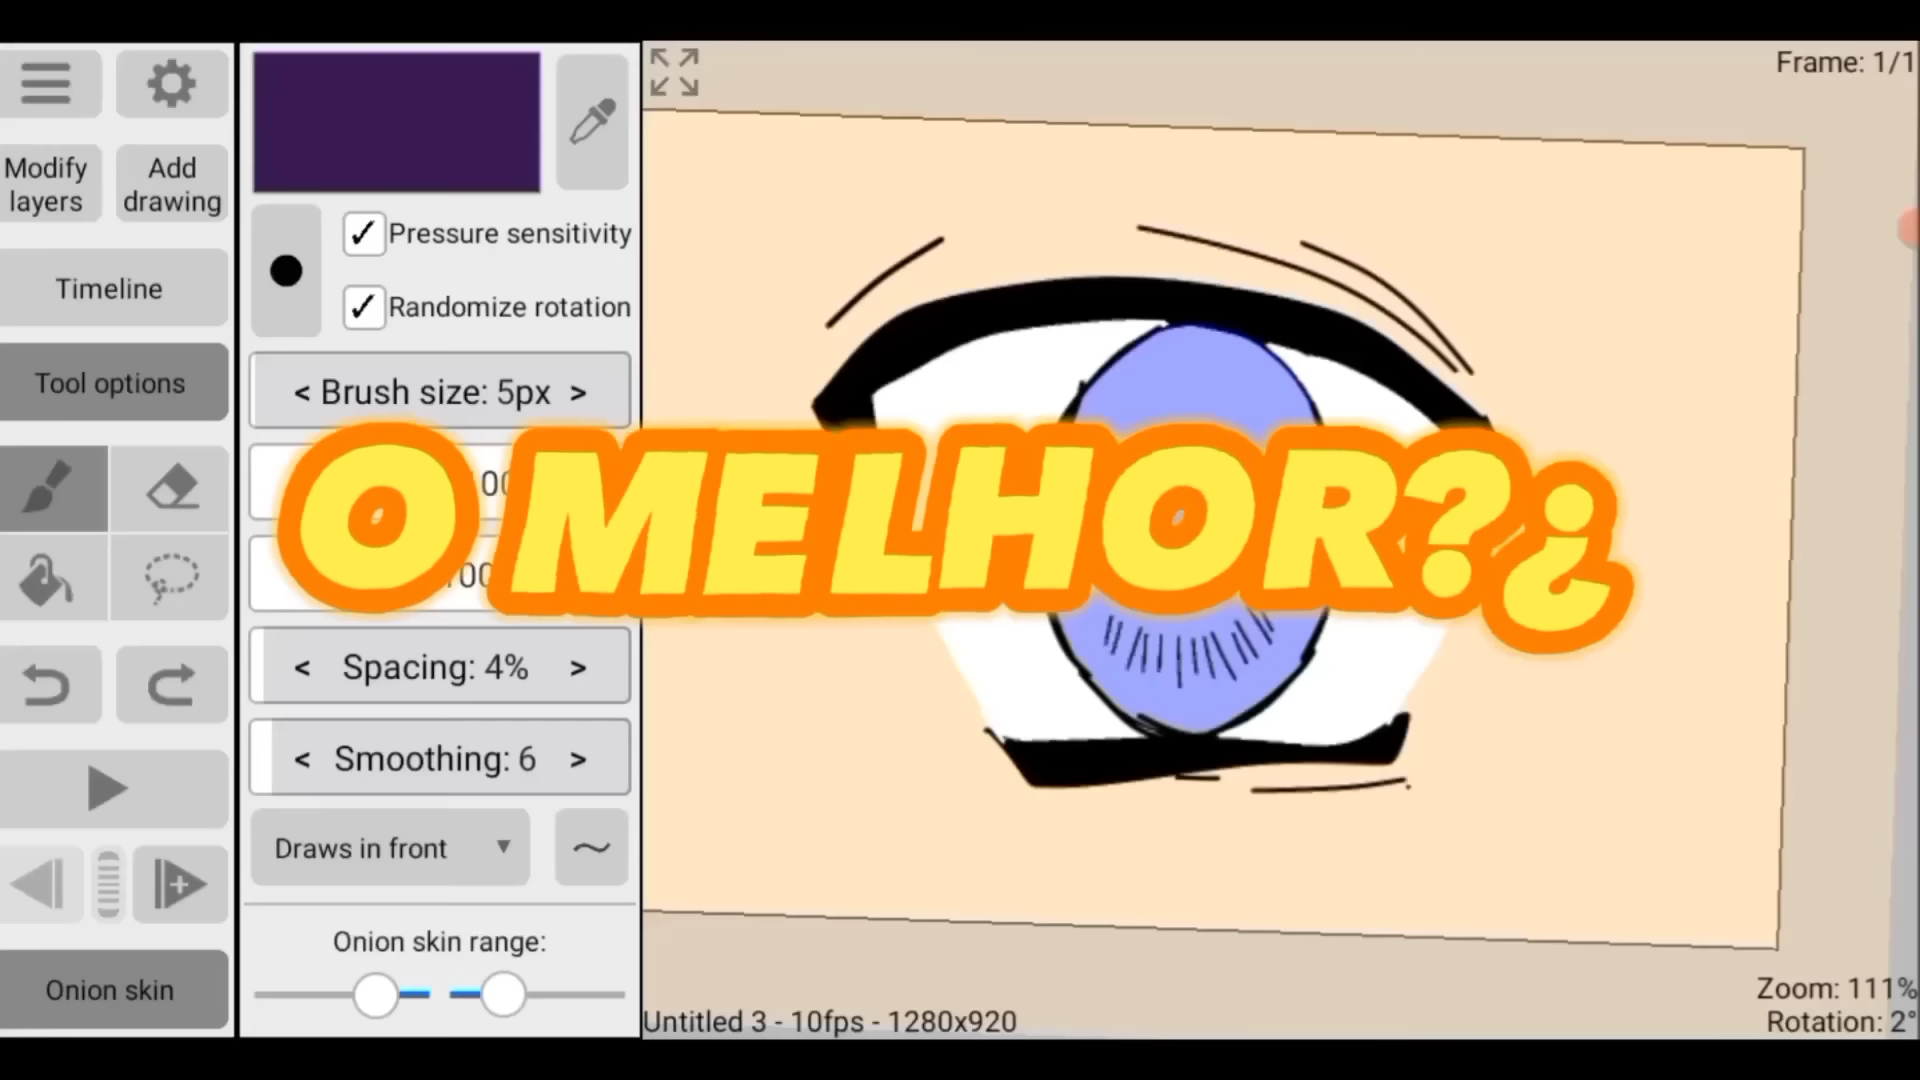 Frame: 1/1
Modify layers
Add drawing
Pressure sensitivity
Randomize rotation
Timeline
Tool options
< Brush size: 5px >
O MELHOR?¿
< Spacing: 4% >
< Smoothing: 6 >
Draws in front
Onion skin range:
Onion skin
Zoom: 111%
Untitled 3 - 10fps - 1280x920
Rotation: 2°